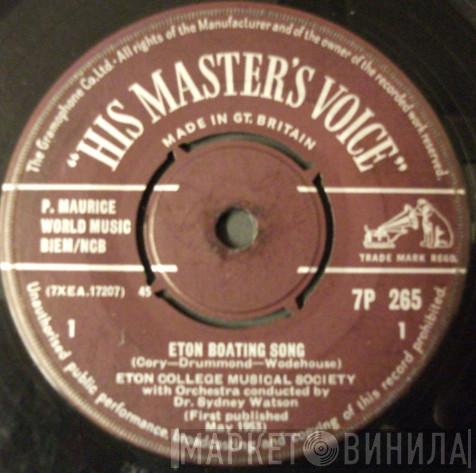 The Gramophone Co. Ltd.- All rights of the Manufacturer and of the owner of the recorded work reserved.
"HIS MASTER'S VOICE"
MADE IN GT. BRITAIN
P. MAURICE
WORLD MUSIC
BIEM/NCB
TRADE MARK REGD.
(7XEA.17207) 45
7P 265
1
1
ETON BOATING SONG
(Cory—Drummond—Wodehouse)
ETON COLLEGE MUSICAL SOCIETY
with Orchestra conducted by
Dr. Sydney Watson
(First published
May 1953)
Unauthorised public performance, of this record prohibited.
МАРКЕТ ВИНИЛА